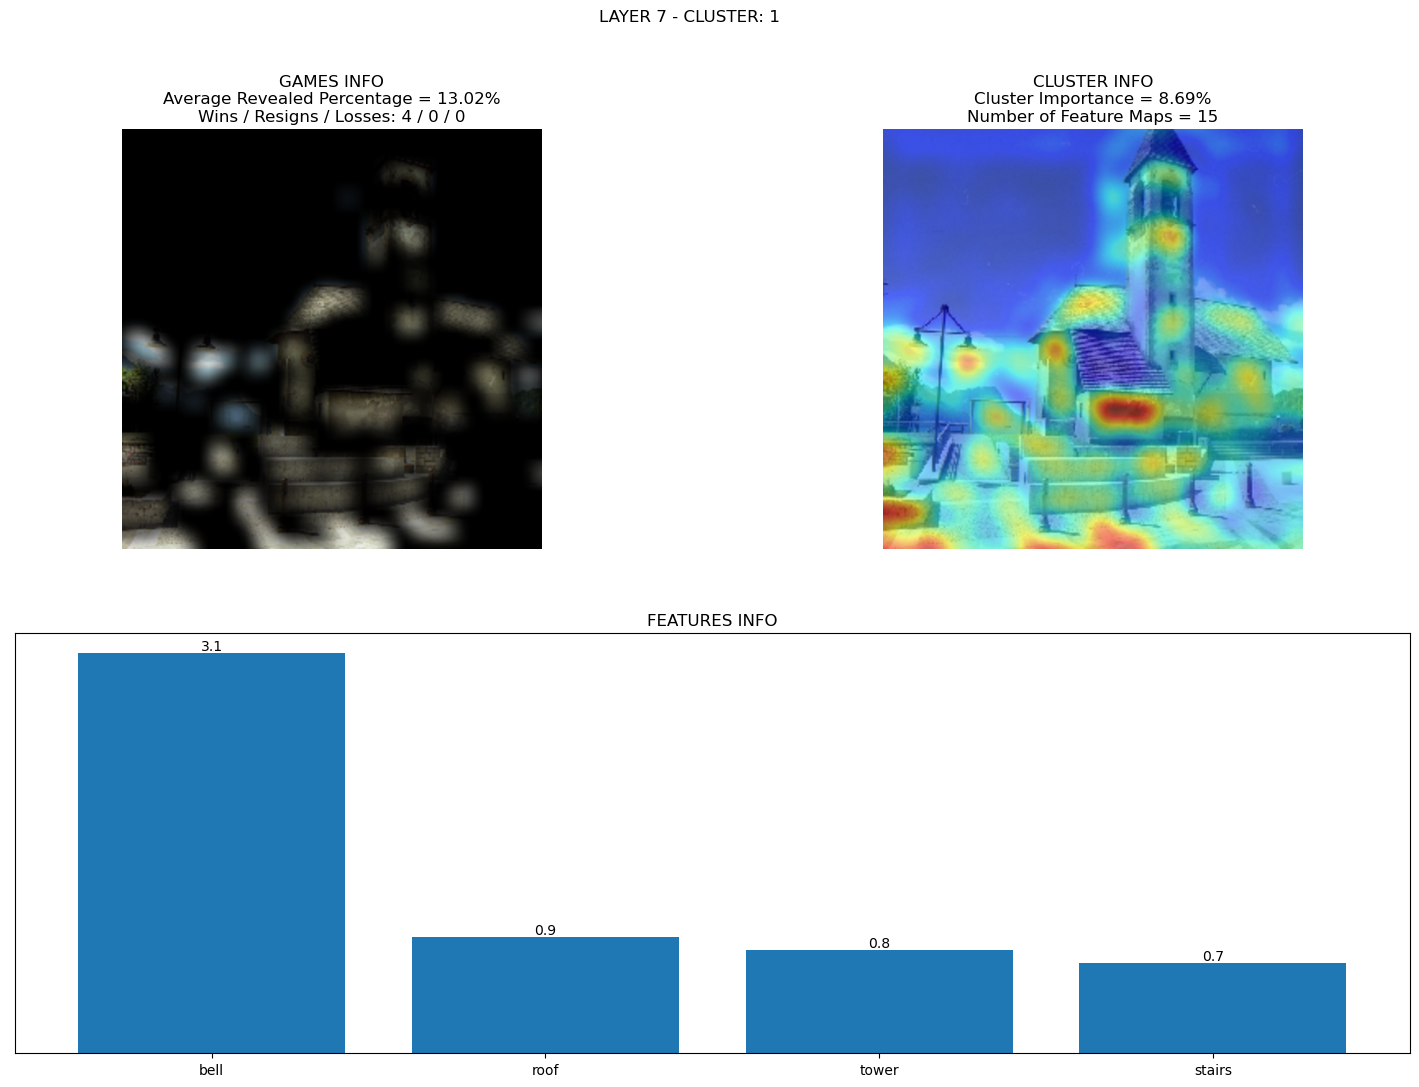 LAYER 7 - CLUSTER: 1
GAMES INFO
Average Revealed Percentage = 13.02%
Wins / Resigns / Losses: 4 / 0 / 0
CLUSTER INFO
Cluster Importance = 8.69%
Number of Feature Maps = 15
FEATURES INFO
3.1
0.9
0.8
0.7
bell
roof
tower
stairs